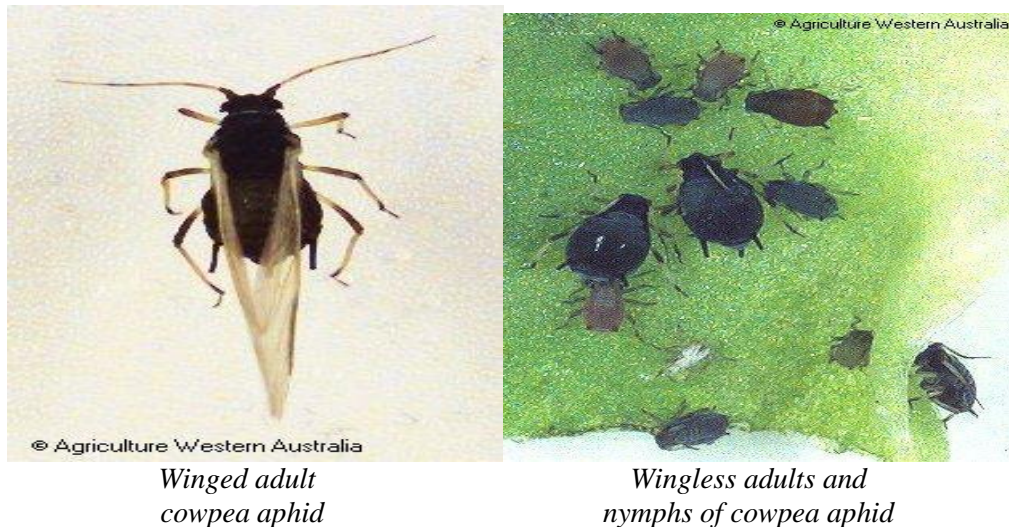 © Agriculture Western Australia
© Agriculture Western Australia
Winged adult
cowpea aphid
Wingless adults and
nymphs of cowpea aphid